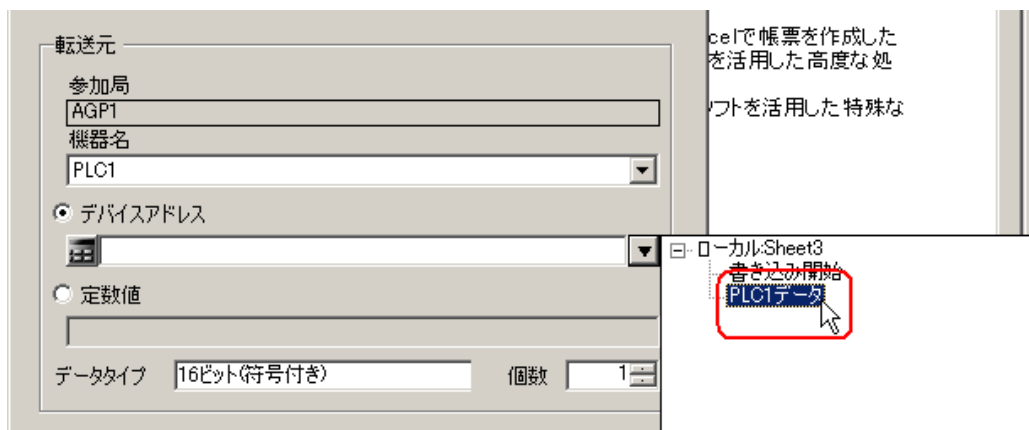 転送元
参加局
AGP1
機器名
PLC1
デバイスアドレス
定数値
データタイプ 16ビット(符号付き) 個数 1
celで帳票を作成した
を活用した高度な処
ソフトを活用した特殊な
ローカル:Sheet3
書き込み開始
PLC1データ